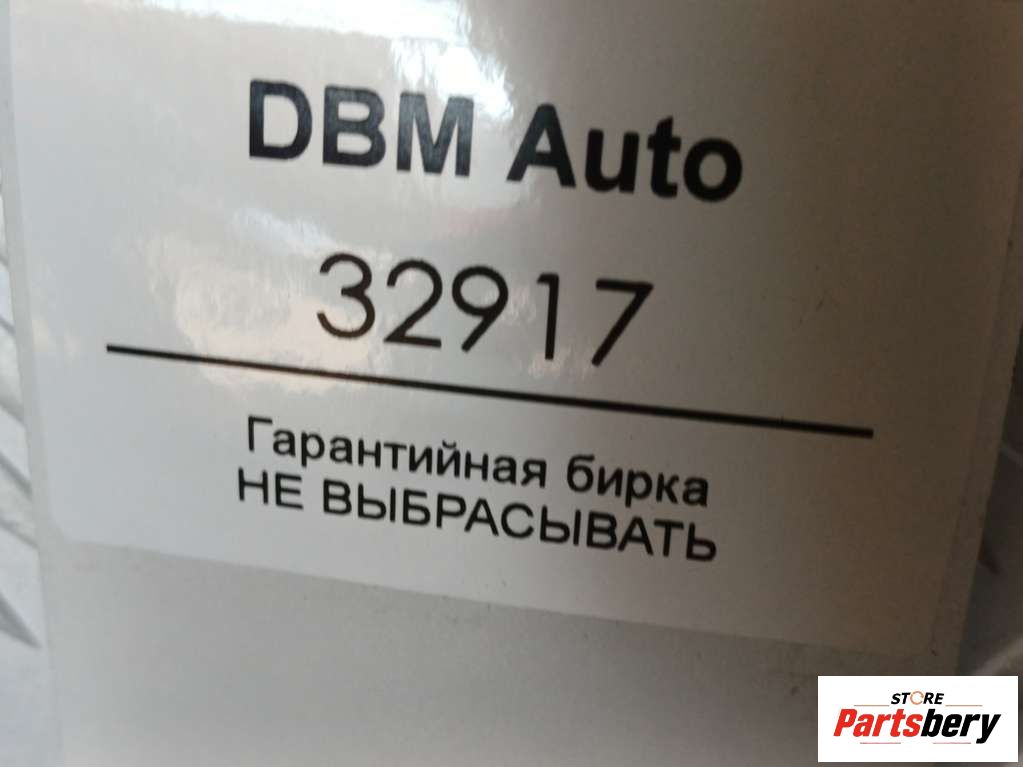 DBM Auto
32917
Гарантийная бирка
НЕ ВЫБРАСЫВАТЬ
STORE
Partsbery